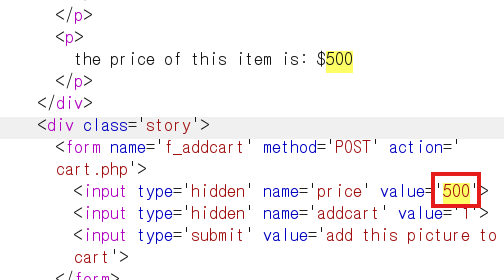 </p>
<p>
the price of this item is: $500
</p>
</div>
<div class='story'>
<form name='f_addcart' method='POST' action='
cart.php'>
<input type='hidden' name='price' value='500'>
<input type='hidden' name='addcart' value='1'>
<input type='submit' value='add this picture to
cart'>
</form>